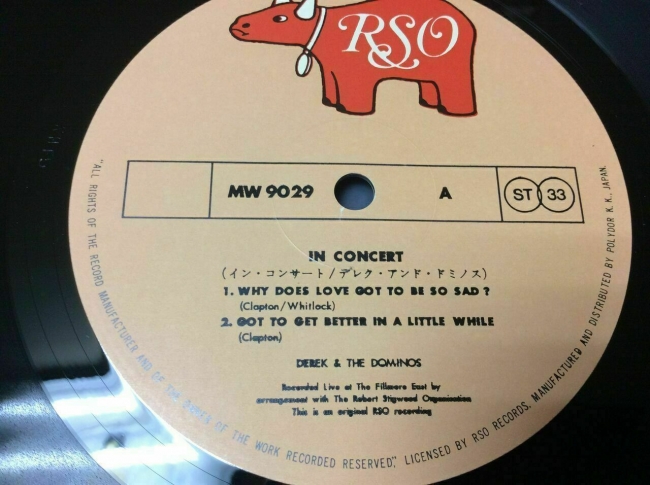 RSO
MW 9029
A
ST 33
IN CONCERT
(イン・コンサート/デレク・アンド・ドミノス)
1. WHY DOES LOVE GOT TO BE SO SAD ?
(Clapton/Whitlock)
2. GOT TO GET BETTER IN A LITTLE WHILE
(Clapton)
DEREK & THE DOMINOS
Recorded Live at The Fillmore East by
arrangement with The Robert Stigwood Organisation
This is an original RSO recording
"ALL RIGHTS OF THE RECORD MANUFACTURER AND OF THE OWNER OF THE WORK RECORDED RESERVED." LICENSED BY RSO RECORDS. MANUFACTURED AND DISTRIBUTED BY POLYDOR K. K., JAPAN.